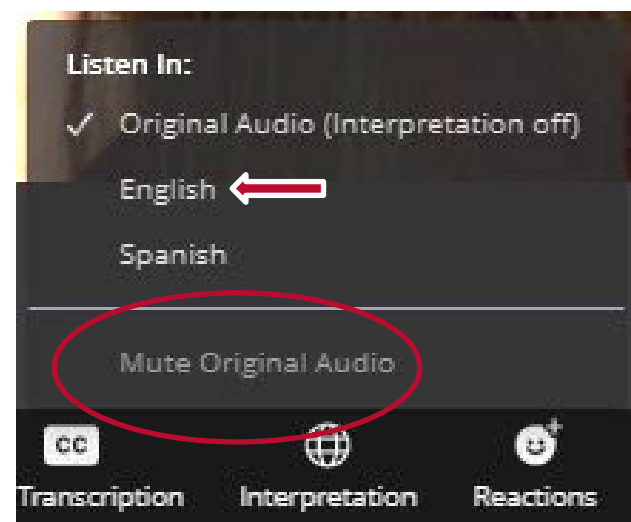 Listen In:
✓ Original Audio (Interpretation off)
English
Spanish
Mute Original Audio
CC
Transcription Interpretation Reactions